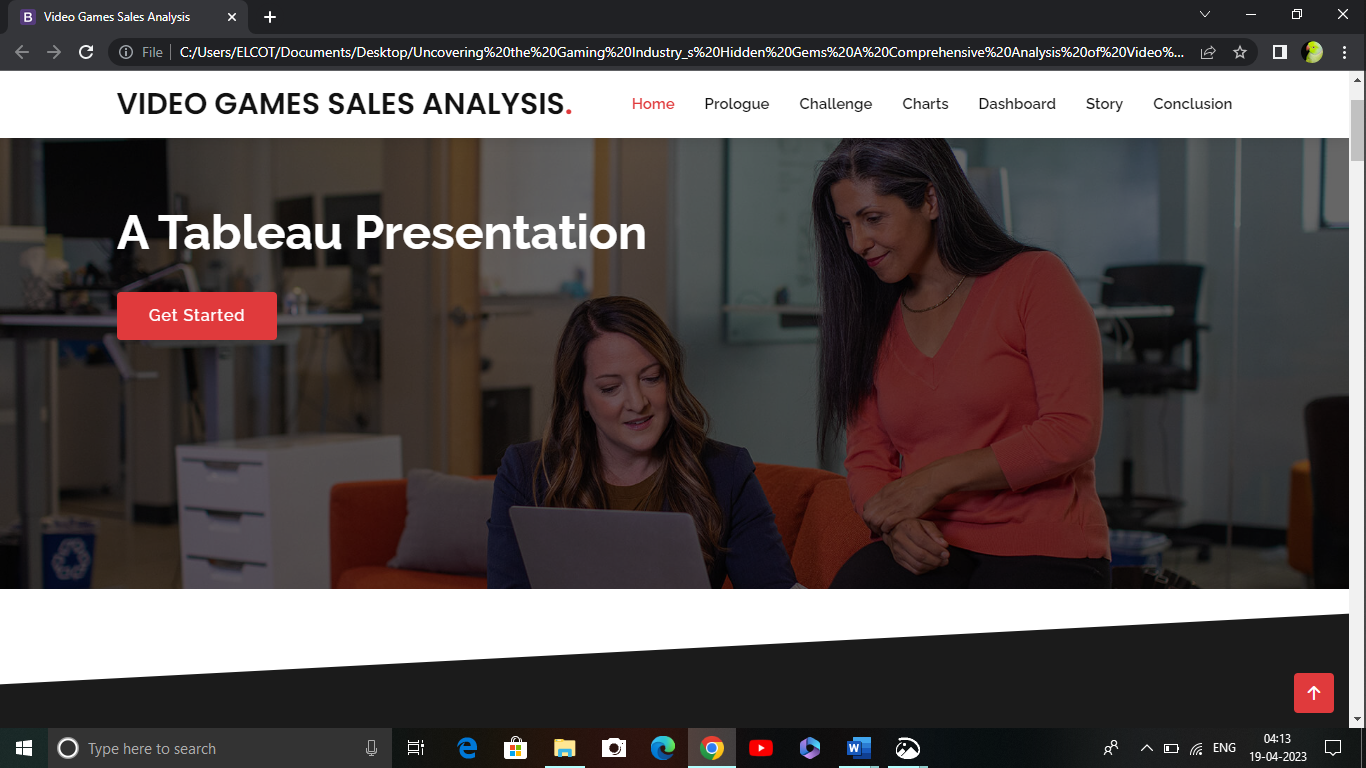 Video Games Sales Analysis
File
C:/Users/ELCOT/Documents/Desktop/Uncovering%20the%20Gaming%20Industry_s%20Hidden%20Gems%20A%20Comprehensive%20Analysis%20of%20Video%...
VIDEO GAMES SALES ANALYSIS.
Home Prologue Challenge Charts Dashboard Story Conclusion
A Tableau Presentation
Get Started
Type here to search
ENG
04:13
19-04-2023